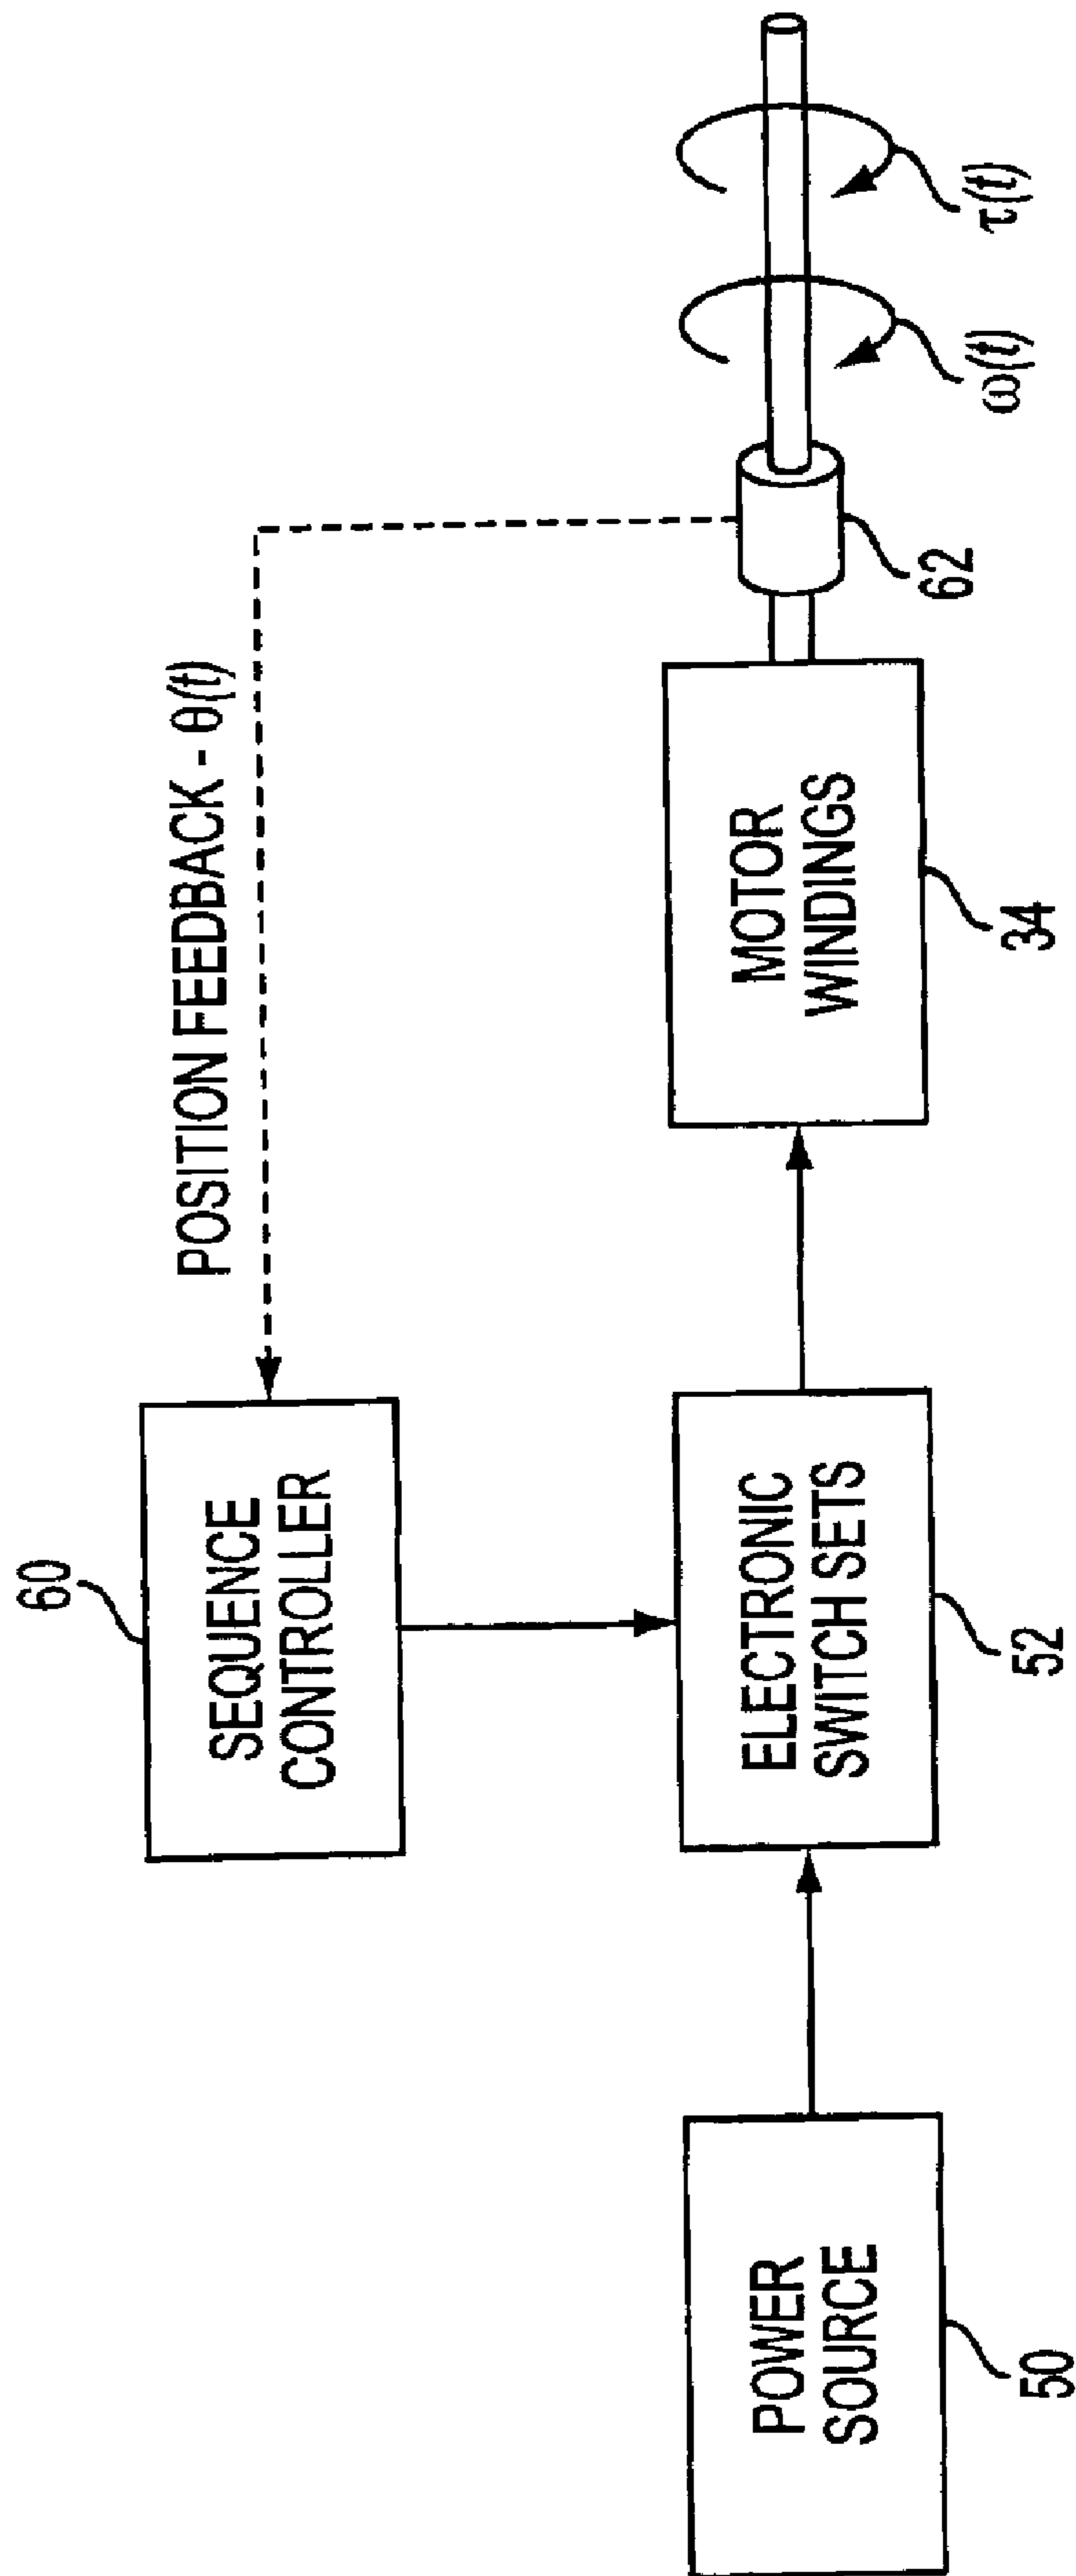 POSITION FEEDBACK - θ(t)
60
SEQUENCE
CONTROLLER
POWER
SOURCE
50
ELECTRONIC
SWITCH SETS
52
MOTOR
WINDINGS
34
62
ω(t)
τ(t)